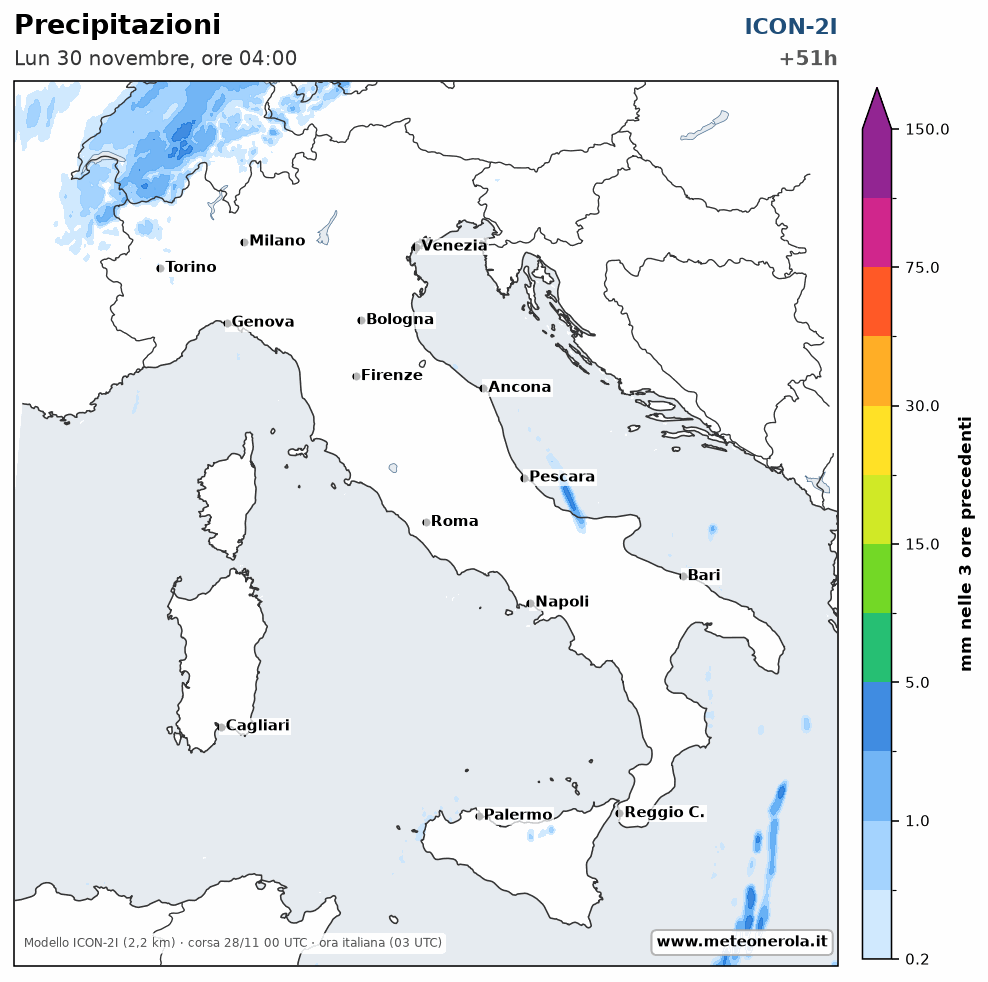 Precipitazioni
ICON-2I
Lun 30 novembre, ore 04:00
+51h
150.0
75.0
30.0
15.0
5.0
1.0
0.2
mm nelle 3 ore precedenti
Milano
Venezia
Torino
Genova
Bologna
Firenze
Ancona
Pescara
Roma
Bari
Napoli
Cagliari
Palermo
Reggio C.
Modello ICON-2I (2,2 km) · corsa 28/11 00 UTC · ora italiana (03 UTC)
www.meteonerola.it